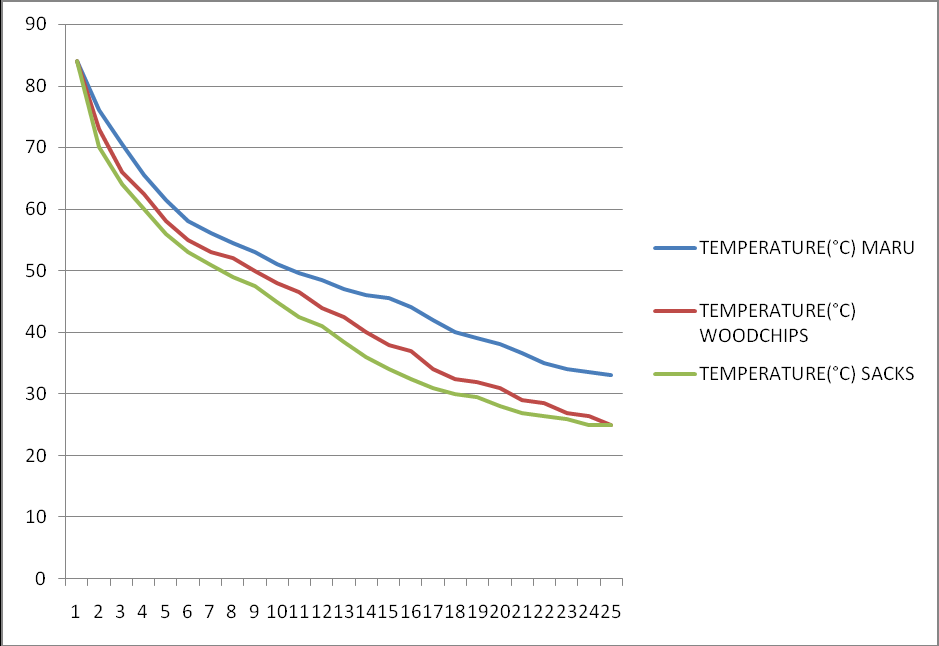 90
80
70
60
50
40
30
20
10
0
1 2 3 4 5 6 7 8 9 10 11 12 13 14 15 16 17 18 19 20 21 22 23 24 25
TEMPERATURE(°C) MARU
TEMPERATURE(°C)
WOODCHIPS
TEMPERATURE(°C) SACKS